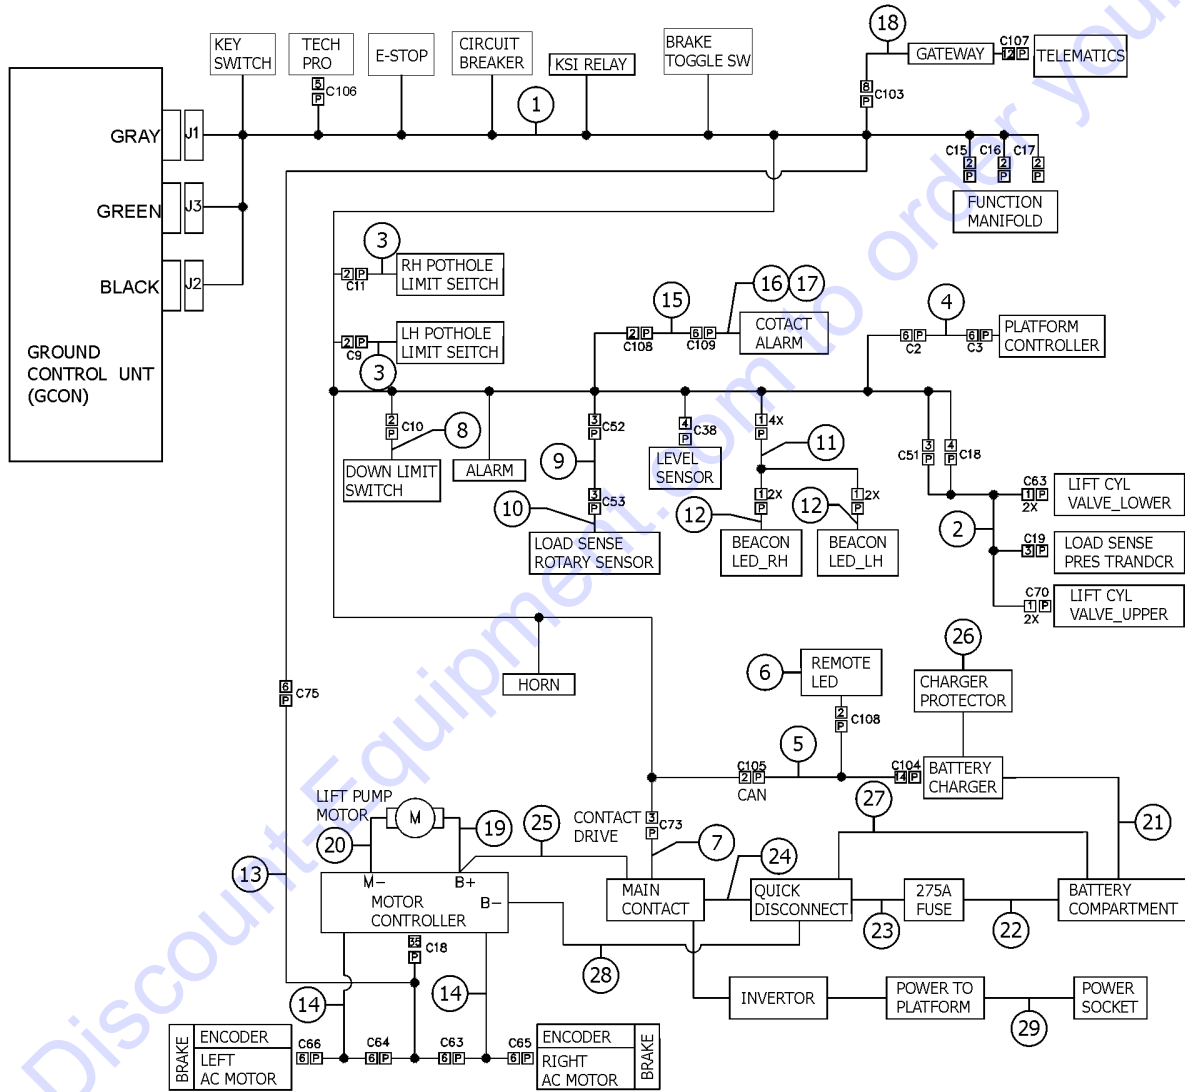 KEY
SWITCH
TECH
PRO
5
P
C106
E-STOP
CIRCUIT
BREAKER
KSI RELAY
BRAKE
TOGGLE SW
18
GATEWAY
C107
12 P
TELEMATICS
8
P
C103
1
GRAY
J1
GREEN
J3
BLACK
J2
GROUND
CONTROL UNT
(GCON)
C15
2
P
C16
2
P
C17
2
P
FUNCTION
MANIFOLD
3
2 P
C11
RH POTHOLE
LIMIT SEITCH
2 P
C9
LH POTHOLE
LIMIT SEITCH
3
15
16
17
2 P
C108
6 P
C109
COTACT
ALARM
4
6 P
C2
6 P
C3
PLATFORM
CONTROLLER
2
P
C10
8
DOWN LIMIT
SWITCH
ALARM
3
P
C52
9
3
P
C53
10
LOAD SENSE
ROTARY SENSOR
4
P
C38
LEVEL
SENSOR
1
P
4X
11
1
P
2X
12
BEACON
LED_RH
1
P
2X
12
BEACON
LED_LH
3
P
C51
4
P
C18
2
C63
1 P
2X
LIFT CYL
VALVE_LOWER
C19
3 P
LOAD SENSE
PRES TRANDCR
C70
1 P
2X
LIFT CYL
VALVE_UPPER
HORN
6
P
C75
6
REMOTE
LED
2
P
C108
26
CHARGER
PROTECTOR
5
C105
2 P
CAN
C104
14 P
BATTERY
CHARGER
LIFT PUMP
MOTOR
M
20
19
25
CONTACT
DRIVE
3
P
C73
7
24
27
21
13
M-
B+
B-
MOTOR
CONTROLLER
MAIN
CONTACT
QUICK
DISCONNECT
23
275A
FUSE
22
BATTERY
COMPARTMENT
35
P
C18
28
14
14
INVERTOR
POWER TO
PLATFORM
29
POWER
SOCKET
BRAKE
ENCODER
LEFT
AC MOTOR
C66
6 P
C64
6 P
C63
6 P
C65
6 P
ENCODER
RIGHT
AC MOTOR
BRAKE
Discount-Equipment.com to order your